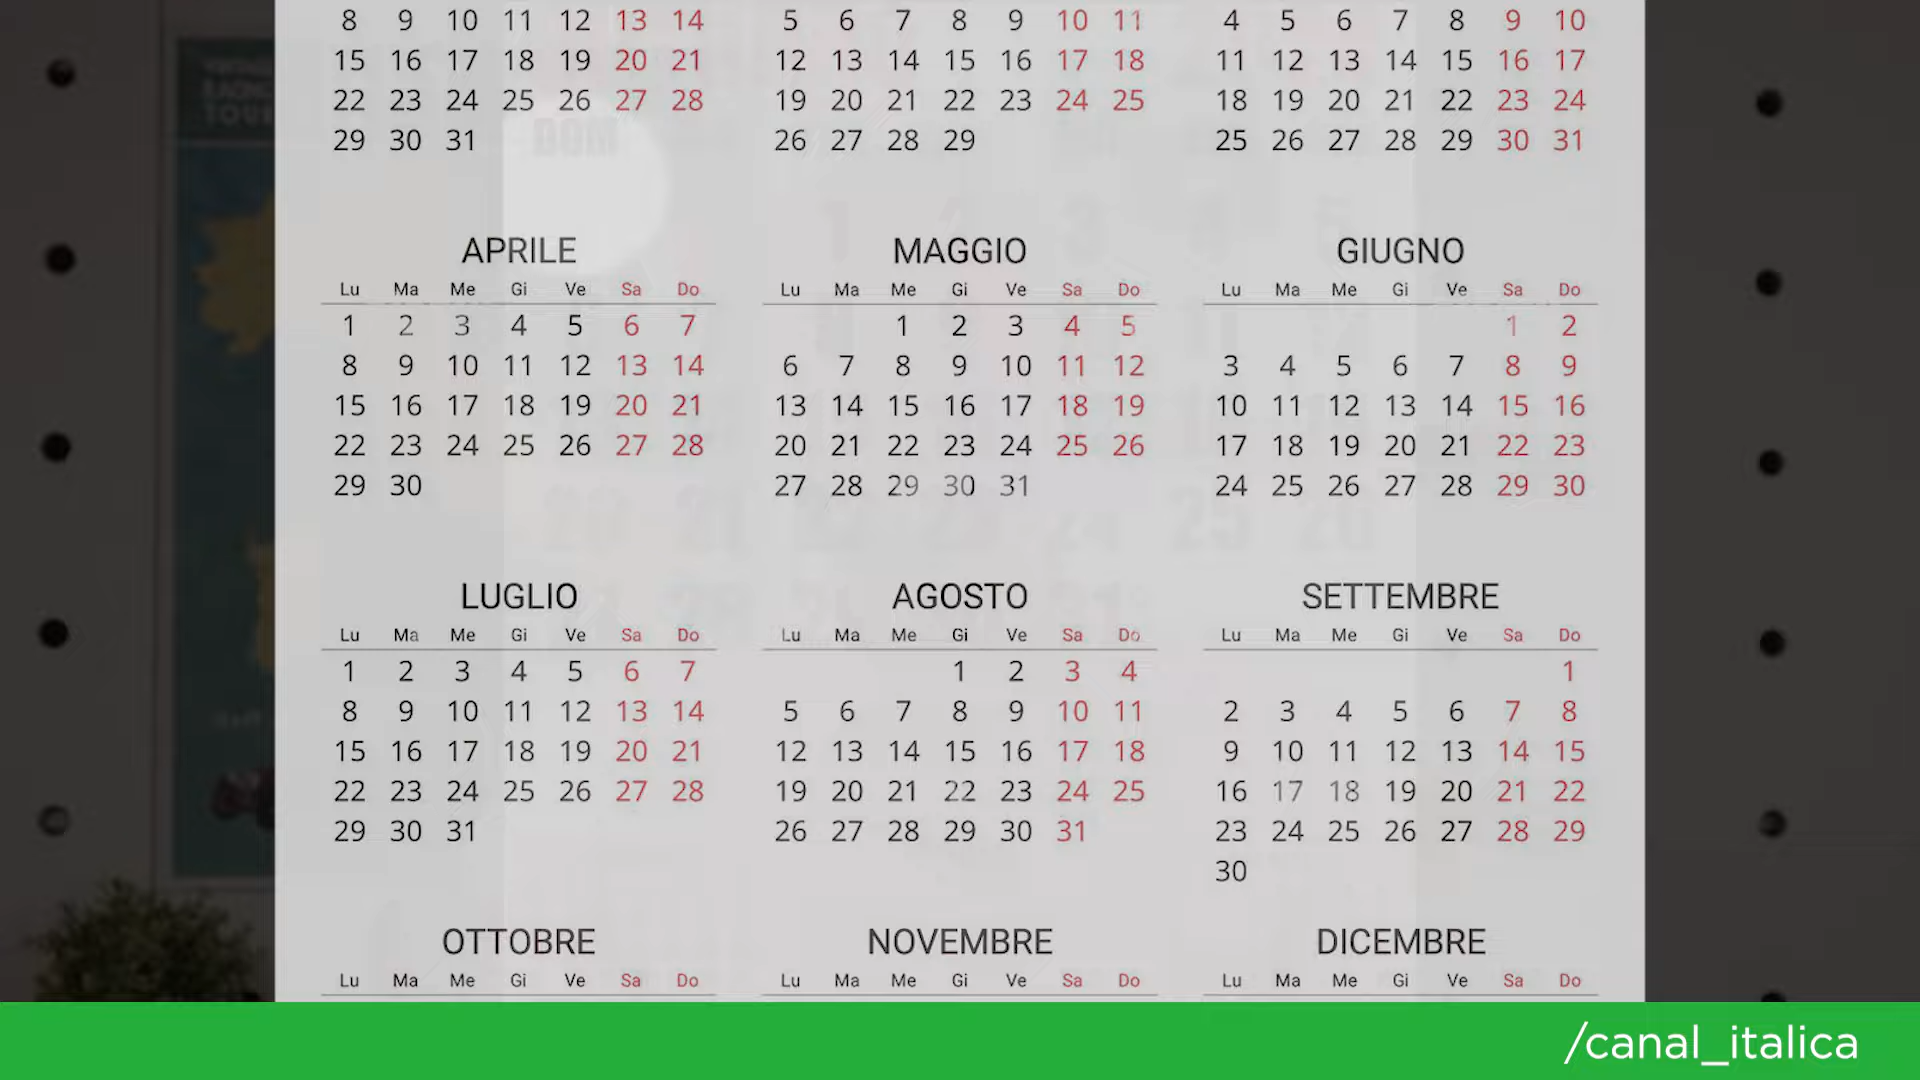 8 9 10 11 12 13 14 5 6 7 8 9 10 11 4 5 6 7 8 9 10
15 16 17 18 19 20 21 12 13 14 15 16 17 18 11 12 13 14 15 16 17
22 23 24 25 26 27 28 19 20 21 22 23 24 25 18 19 20 21 22 23 24
29 30 31 26 27 28 29 25 26 27 28 29 30 31
APRILE MAGGIO GIUGNO
Lu Ma Me Gi Ve Sa Do Lu Ma Me Gi Ve Sa Do Lu Ma Me Gi Ve Sa Do
1 2 3 4 5 6 7 1 2 3 4 5 1 2
8 9 10 11 12 13 14 6 7 8 9 10 11 12 3 4 5 6 7 8 9
15 16 17 18 19 20 21 13 14 15 16 17 18 19 10 11 12 13 14 15 16
22 23 24 25 26 27 28 20 21 22 23 24 25 26 17 18 19 20 21 22 23
29 30 27 28 29 30 31 24 25 26 27 28 29 30
LUGLIO AGOSTO SETTEMBRE
Lu Ma Me Gi Ve Sa Do Lu Ma Me Gi Ve Sa Do Lu Ma Me Gi Ve Sa Do
1 2 3 4 5 6 7 1 2 3 4 1
8 9 10 11 12 13 14 5 6 7 8 9 10 11 2 3 4 5 6 7 8
15 16 17 18 19 20 21 12 13 14 15 16 17 18 9 10 11 12 13 14 15
22 23 24 25 26 27 28 19 20 21 22 23 24 25 16 17 18 19 20 21 22
29 30 31 26 27 28 29 30 31 23 24 25 26 27 28 29
30
OTTOBRE NOVEMBRE DICEMBRE
Lu Ma Me Gi Ve Sa Do Lu Ma Me Gi Ve Sa Do Lu Ma Me Gi Ve Sa Do
/canal_italica